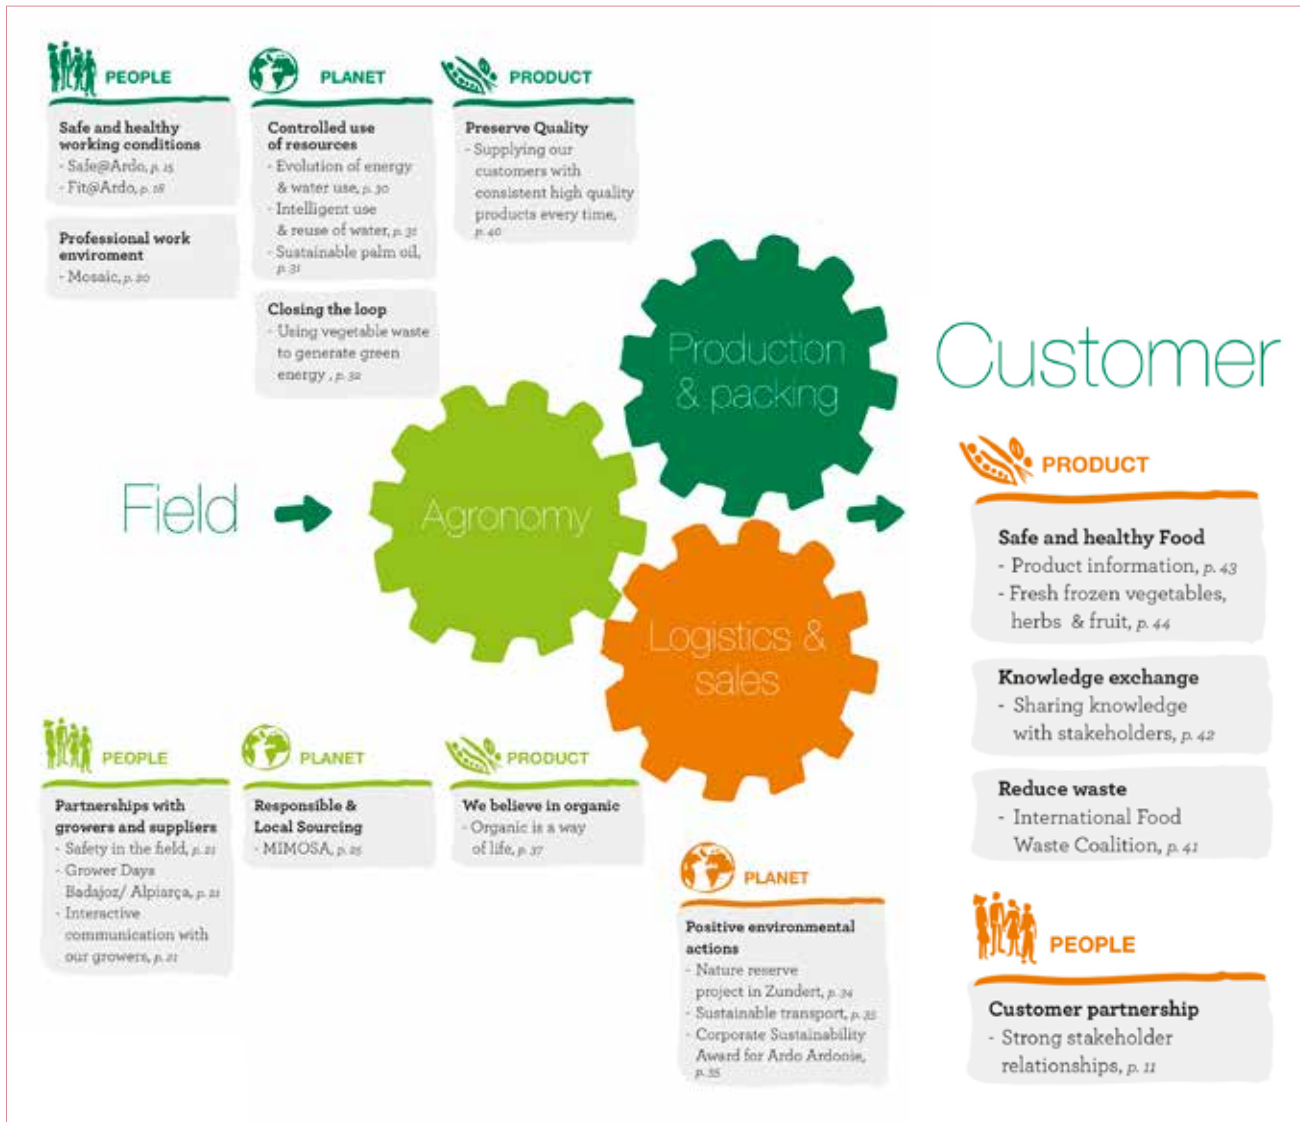 PEOPLE
Safe and healthy
working conditions
- Safe@Ardo, p. 15
- Fit@Ardo, p. 18
Professional work
enviroment
- Mosaic, p. 20
PLANET
Controlled use
of resources
- Evolution of energy
& water use, p. 30
- Intelligent use
& reuse of water, p. 31
- Sustainable palm oil,
p. 31
Closing the loop
- Using vegetable waste
to generate green
energy , p. 32
PRODUCT
Preserve Quality
- Supplying our
customers with
consistent high quality
products every time,
p. 40
Production
& packing
Field
Agronomy
Logistics &
sales
Customer
PRODUCT
Safe and healthy Food
- Product information, p. 43
- Fresh frozen vegetables,
herbs & fruit, p. 44
Knowledge exchange
- Sharing knowledge
with stakeholders, p. 42
Reduce waste
- International Food
Waste Coalition, p. 41
PEOPLE
Customer partnership
- Strong stakeholder
relationships, p. 11
PEOPLE
Partnerships with
growers and suppliers
- Safety in the field, p. 21
- Grower Days
Badajoz/ Alpiarça, p. 21
- Interactive
communication with
our growers, p. 21
PLANET
Responsible &
Local Sourcing
- MIMOSA, p. 25
PRODUCT
We believe in organic
- Organic is a way
of life, p. 37
PLANET
Positive environmental
actions
- Nature reserve
project in Zundert, p. 34
- Sustainable transport, p. 35
- Corporate Sustainability
Award for Ardo Ardonie,
p. 35